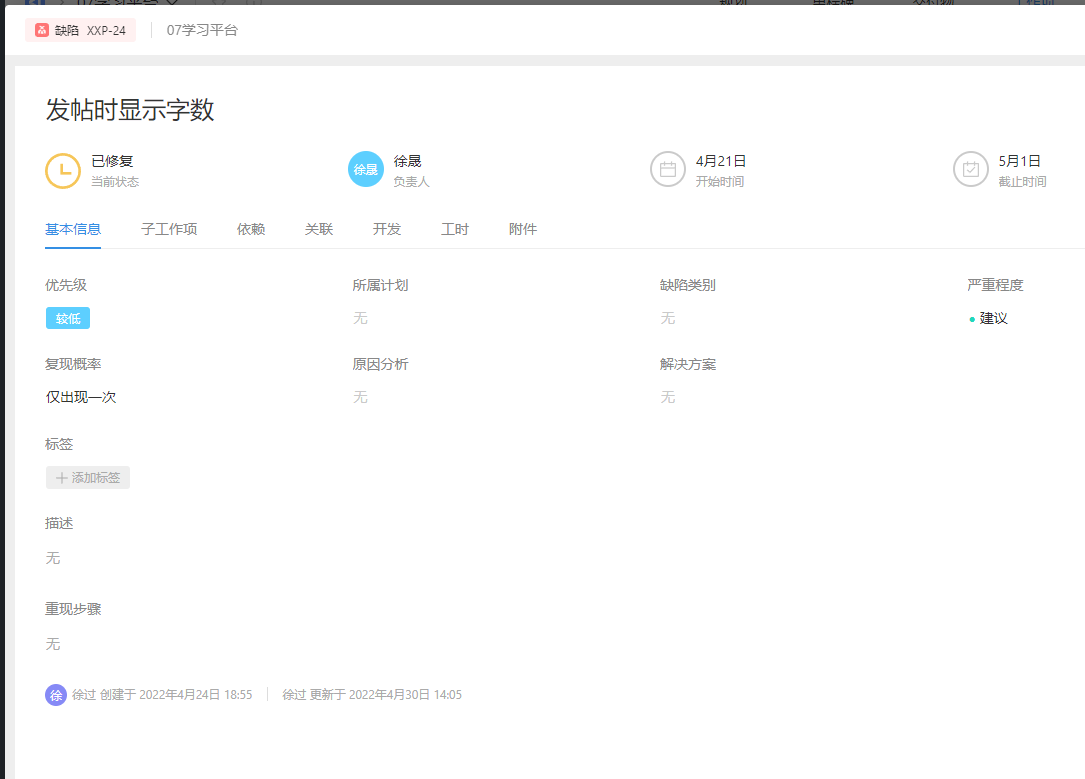 缺陷 XXP-24 07学习平台
发帖时显示字数
已修复 徐晟 徐晟 4月21日 5月1日
当前状态 负责人 开始时间 截止时间
基本信息 子工作项 依赖 关联 开发 工时 附件
优先级 所属计划 缺陷类别 严重程度
较低 无 无 建议
复现概率 原因分析 解决方案
仅出现一次 无 无
标签
添加标签
描述
无
重现步骤
无
徐 徐过 创建于 2022年4月24日 18:55 徐过 更新于 2022年4月30日 14:05